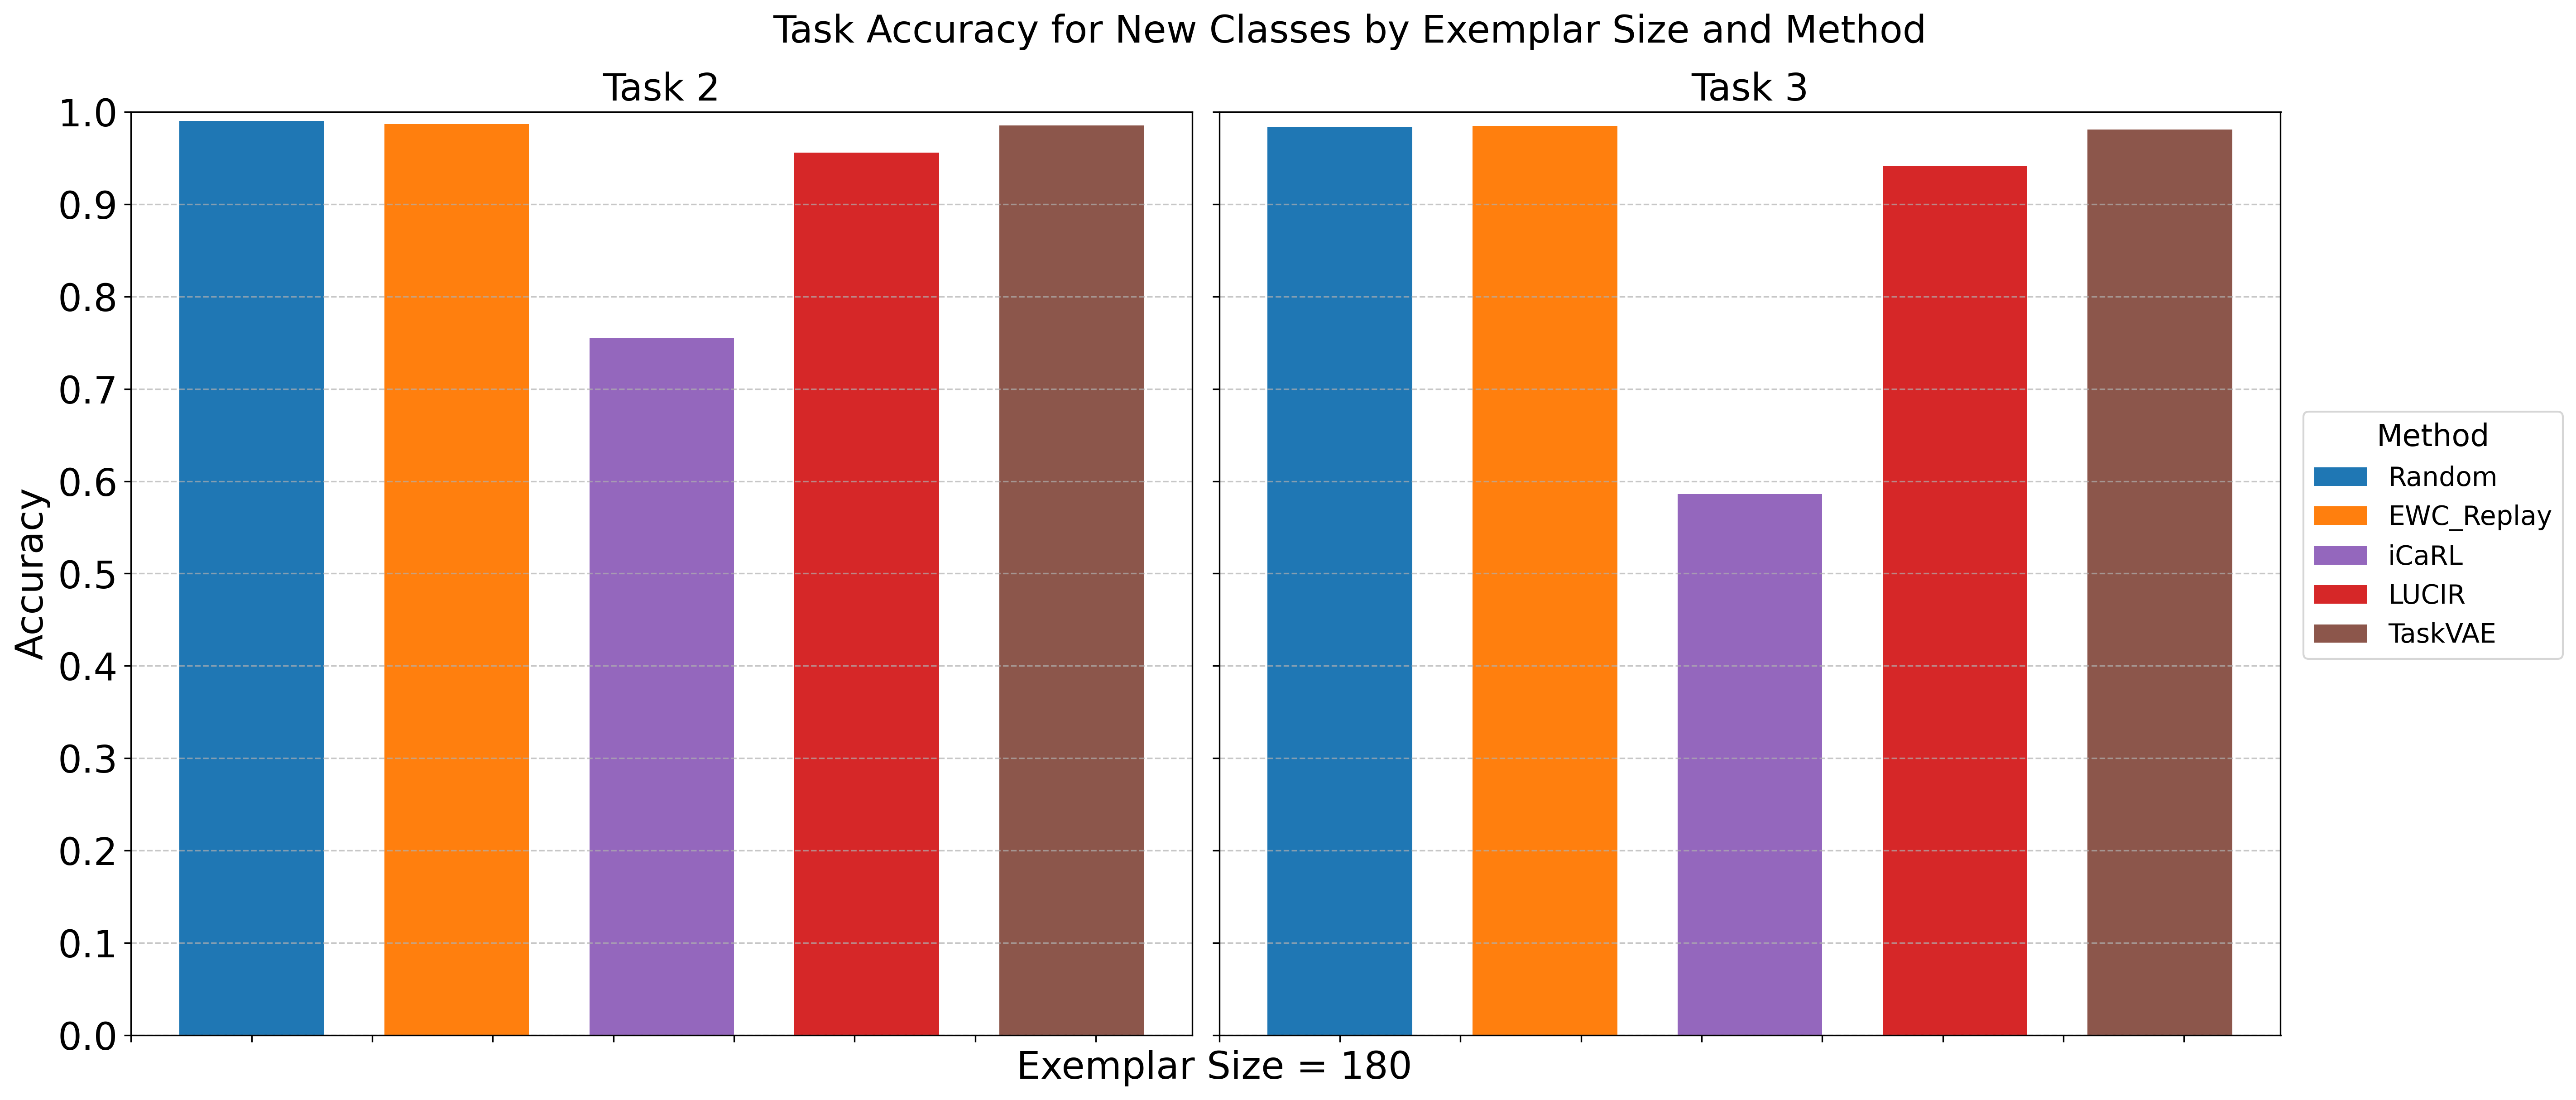 Task Accuracy for New Classes by Exemplar Size and Method
Task 2
Task 3
1.0
0.9
0.8
0.7
0.6
0.5
0.4
0.3
0.2
0.1
0.0
Accuracy
Exemplar Size = 180
Method
Random
EWC_Replay
iCaRL
LUCIR
TaskVAE